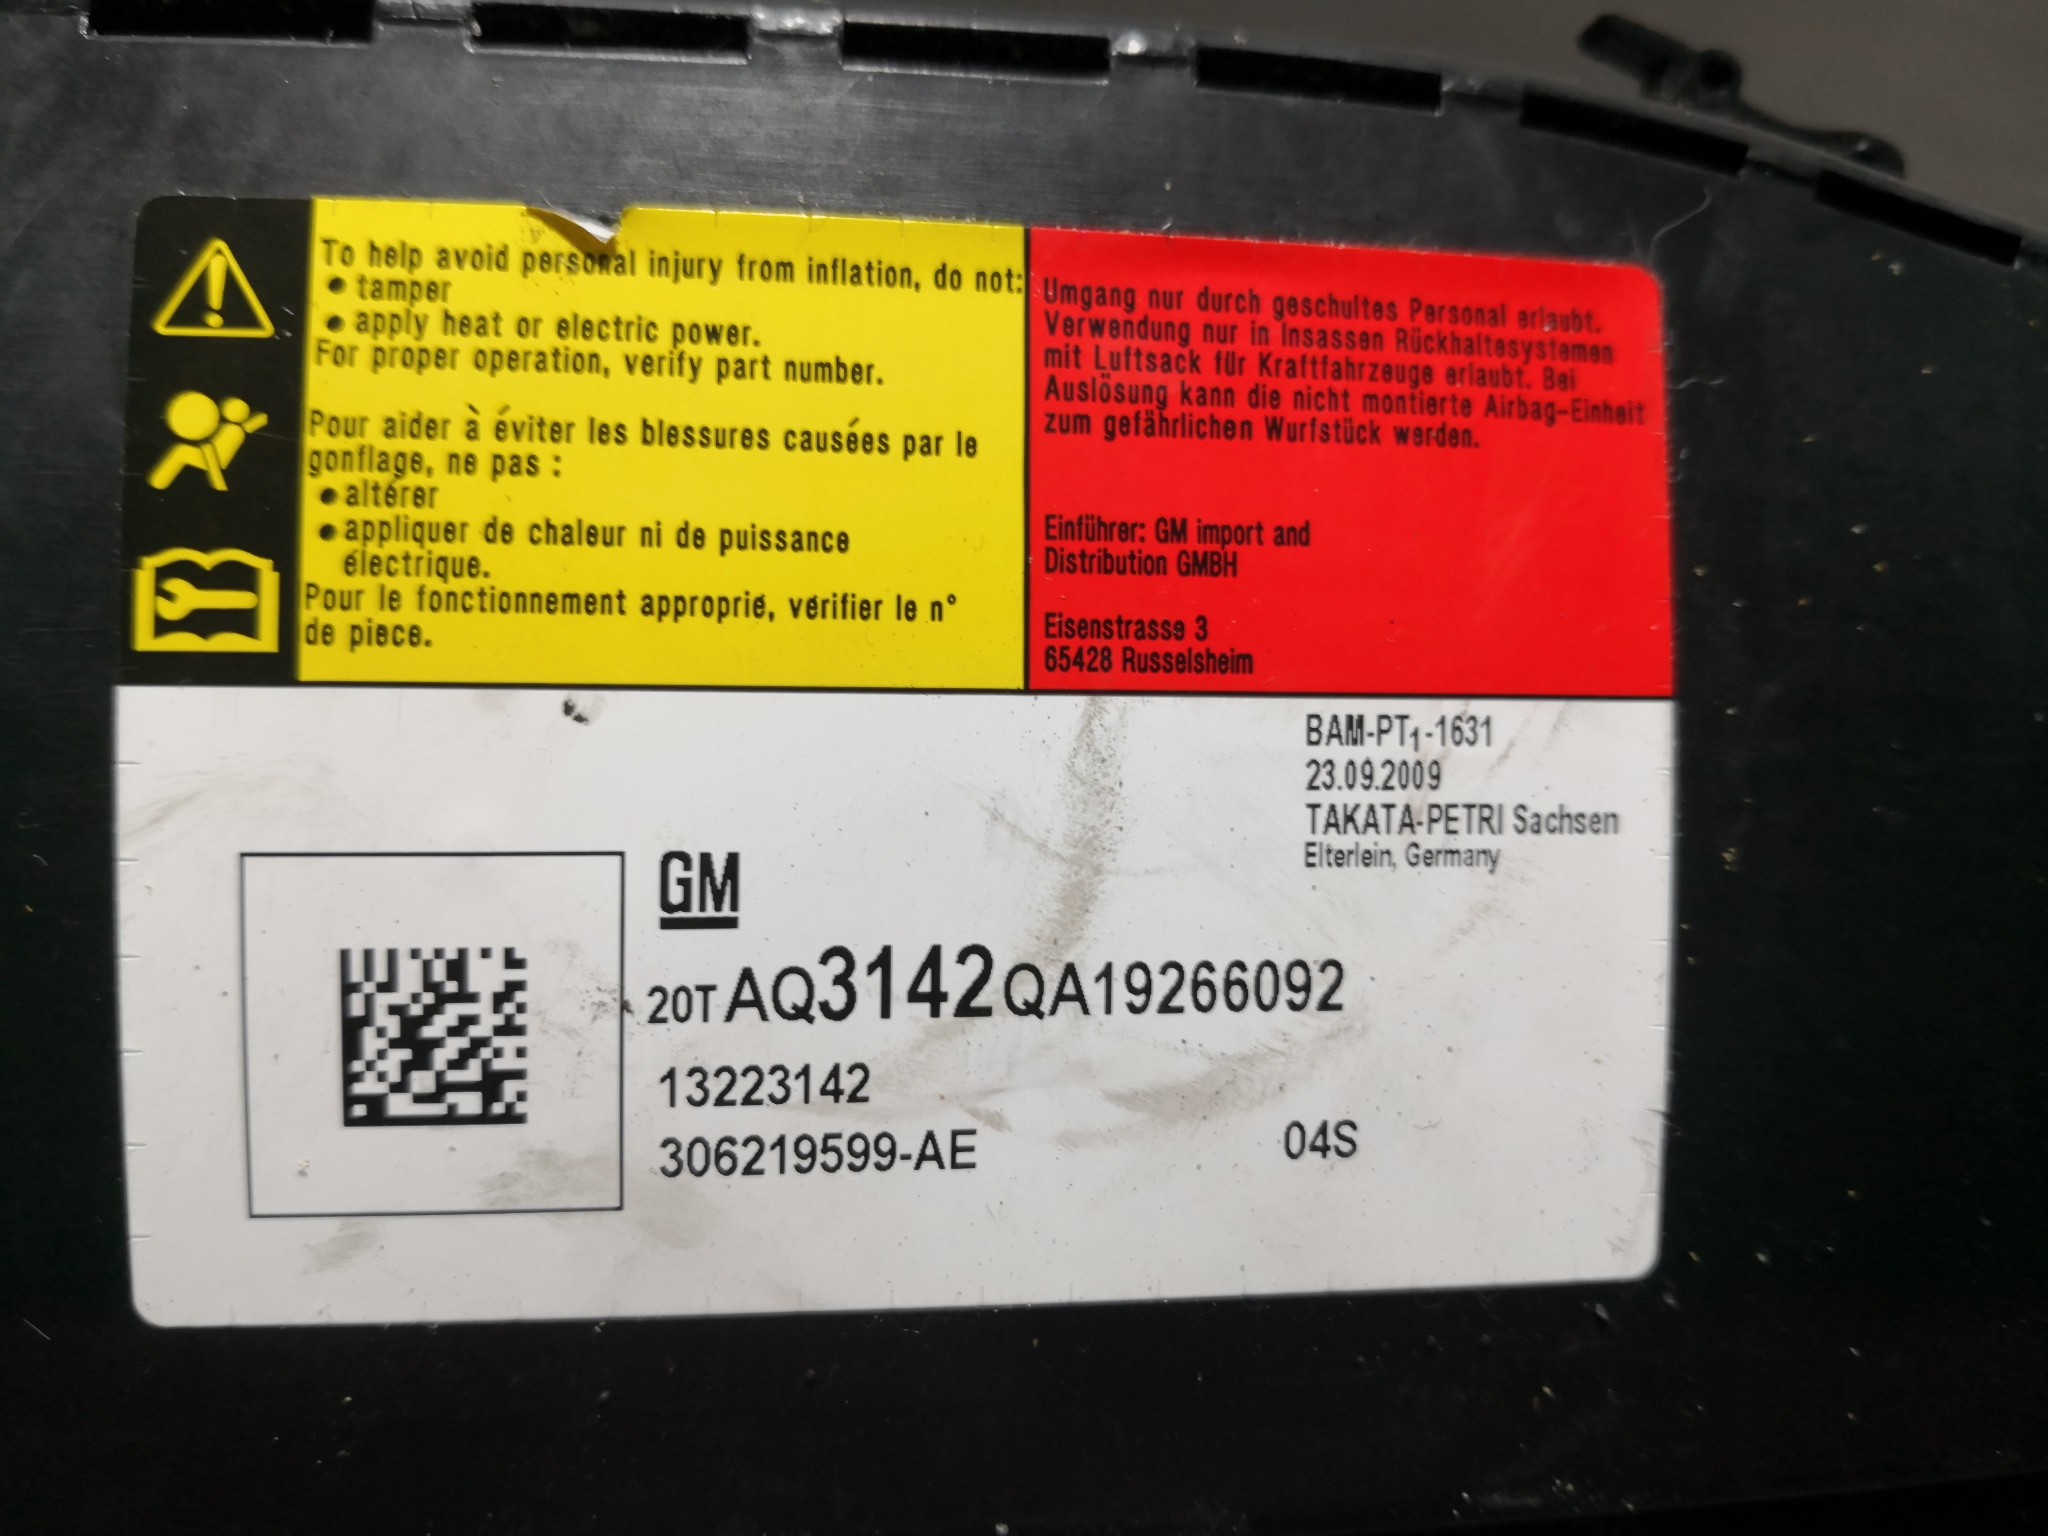 To help avoid personal injury from inflation, do not:
● tamper
● apply heat or electric power.
For proper operation, verify part number.
Pour aider à éviter les blessures causées par le
gonflage, ne pas :
● altérer
● appliquer de chaleur ni de puissance
électrique.
Pour le fonctionnement approprié, vérifier le n°
de piece.
Umgang nur durch geschultes Personal erlaubt.
Verwendung nur in Insassen Rückhaltesystemen
mit Luftsack für Kraftfahrzeuge erlaubt. Bei
Auslösung kann die nicht montierte Airbag-Einheit
zum gefährlichen Wurfstück werden.
Einführer: GM import and
Distribution GMBH
Eisenstrasse 3
65428 Russelsheim
BAM-PT₁-1631
23.09.2009
TAKATA-PETRI Sachsen
Elterlein, Germany
GM
20TAQ3142QA19266092
13223142
306219599-AE
04S